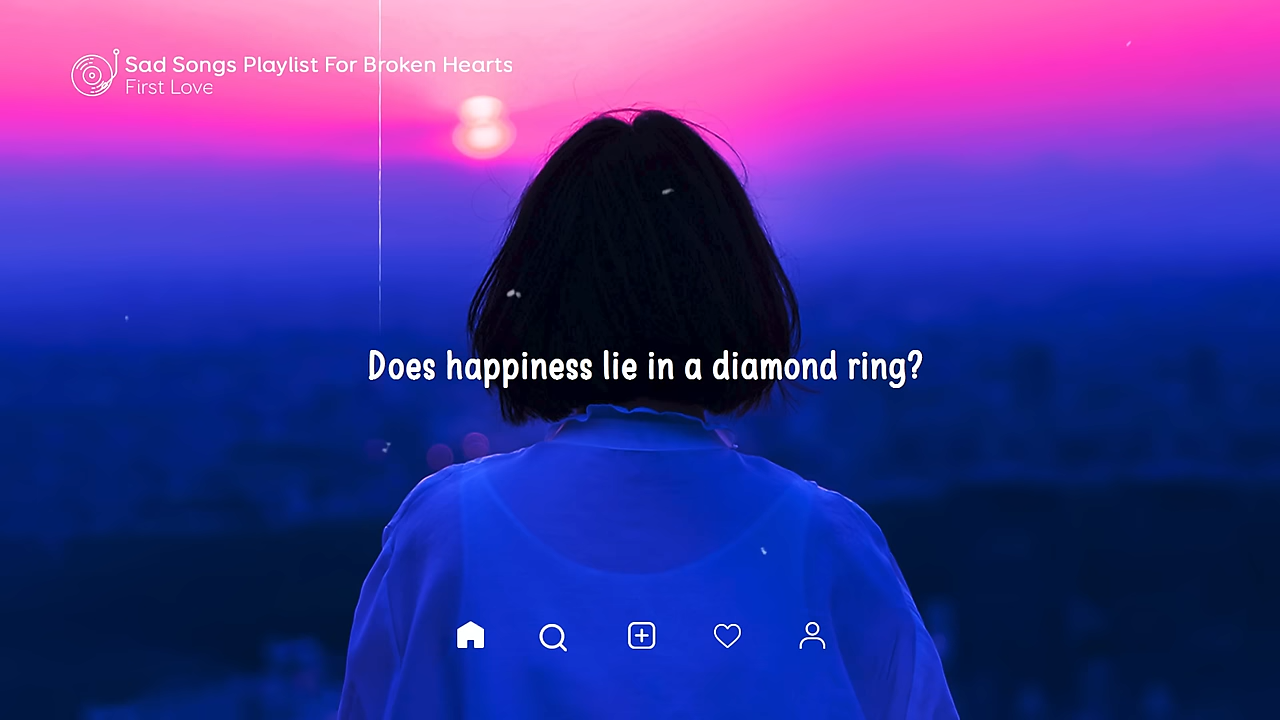 Sad Songs Playlist For Broken Hearts
First Love
Does happiness lie in a diamond ring?